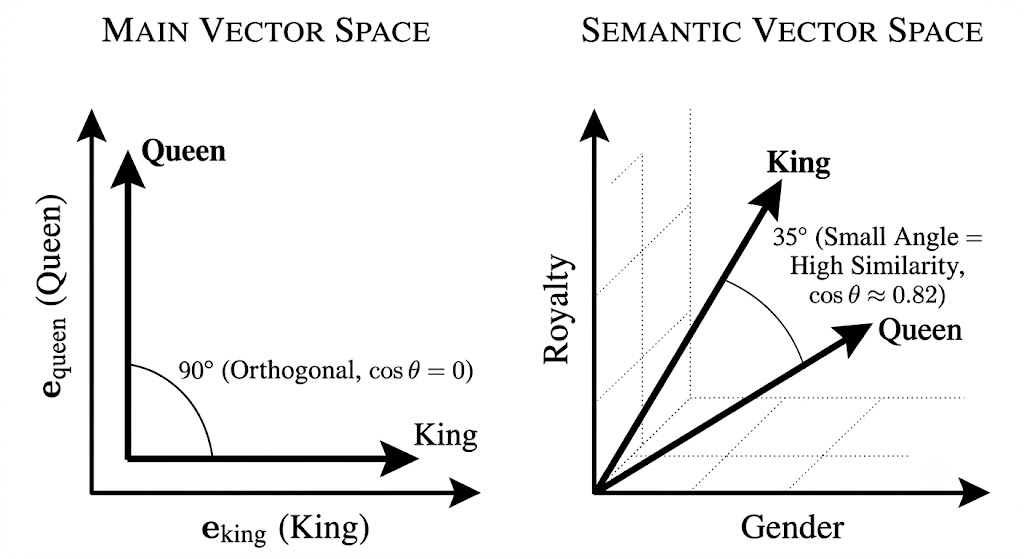 MAIN VECTOR SPACE
Queen
e_queen (Queen)
90° (Orthogonal, cos θ = 0)
King
e_king (King)
SEMANTIC VECTOR SPACE
King
35° (Small Angle =
High Similarity,
cos θ ≈ 0.82)
Queen
Royalty
Gender